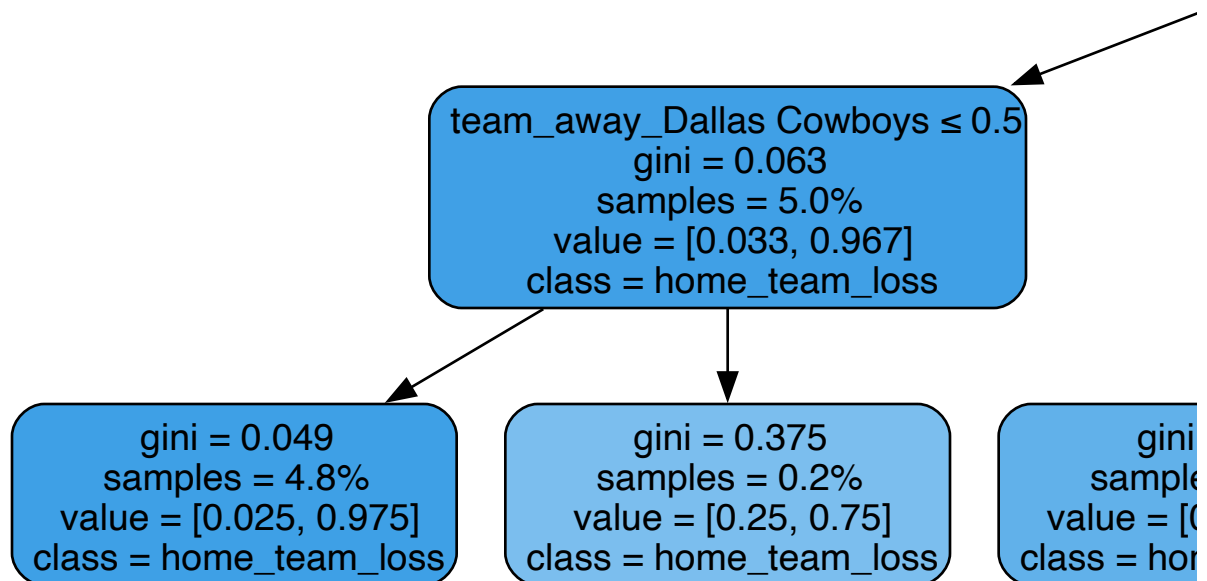 team_away_Dallas Cowboys ≤ 0.5
gini = 0.063
samples = 5.0%
value = [0.033, 0.967]
class = home_team_loss
gini = 0.049
samples = 4.8%
value = [0.025, 0.975]
class = home_team_loss
gini = 0.375
samples = 0.2%
value = [0.25, 0.75]
class = home_team_loss
gini
value = [
class =